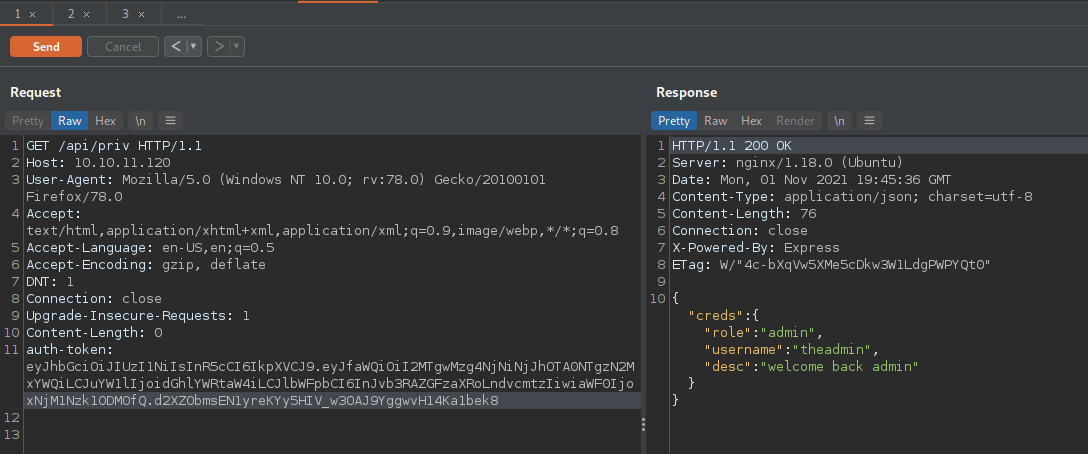 1 × 2 × 3 × ...
Send Cancel < ▾ > ▾
Request
Pretty Raw Hex \n ≡
1 GET /api/priv HTTP/1.1
2 Host: 10.10.11.120
3 User-Agent: Mozilla/5.0 (Windows NT 10.0; rv:78.0) Gecko/20100101
Firefox/78.0
4 Accept:
text/html,application/xhtml+xml,application/xml;q=0.9,image/webp,*/*;q=0.8
5 Accept-Language: en-US,en;q=0.5
6 Accept-Encoding: gzip, deflate
7 DNT: 1
8 Connection: close
9 Upgrade-Insecure-Requests: 1
10 Content-Length: 0
11 auth-token:
eyJhbGciOiJIUzI1NiIsInR5cCI6IkpXVCJ9.eyJfaWQiOiI2MTgwMzg4NjNiNjJhOTA0NTgzN2M
xYWQiLCJuYW1lIjoidGhlYWRtaW4iLCJlbWFpbCI6InJvb3RAZGFzaXRoLndvcmtzIiwiaWF0Ijo
xNjM1Nzk1ODM0fQ.d2XZObmsEN1yreKYy5HIV_w3OAJ9YggwvH14Ka1bek8
12
13
Response
Pretty Raw Hex Render \n ≡
1 HTTP/1.1 200 OK
2 Server: nginx/1.18.0 (Ubuntu)
3 Date: Mon, 01 Nov 2021 19:45:36 GMT
4 Content-Type: application/json; charset=utf-8
5 Content-Length: 76
6 Connection: close
7 X-Powered-By: Express
8 ETag: W/"4c-bXqVw5XMe5cDkw3W1LdgPWPYQt0"
9
10 {
"creds":{
"role":"admin",
"username":"theadmin",
"desc":"welcome back admin"
}
}